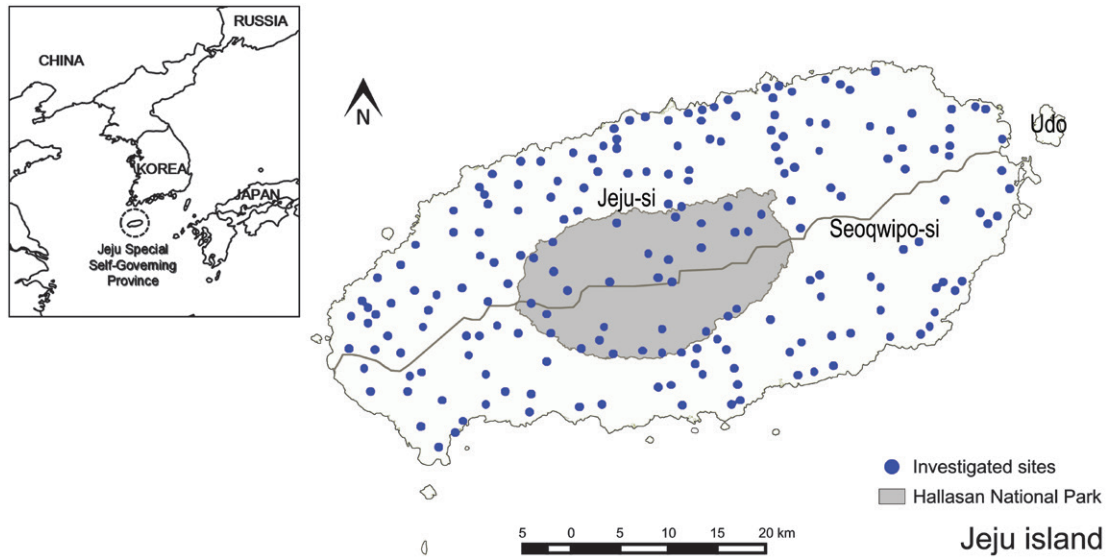 RUSSIA
CHINA
KOREA
JAPAN
Jeju Special
Self-Governing
Province
N
Udo
Jeju-si
Seoqwipo-si
Investigated sites
Hallasan National Park
5 0 5 10 15 20 km
Jeju island